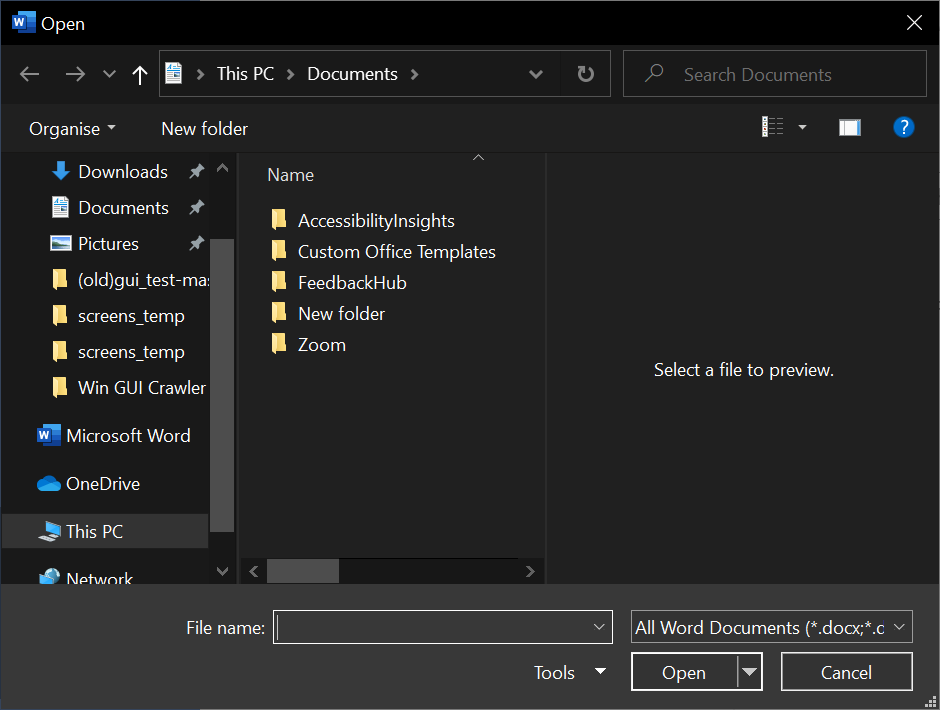 Open
This PC Documents
Search Documents
Organise New folder
Downloads
Documents
Pictures
(old)gui_test-mas
screens_temp
screens_temp
Win GUI Crawler
Microsoft Word
OneDrive
This PC
Network
Name
AccessibilityInsights
Custom Office Templates
FeedbackHub
New folder
Zoom
Select a file to preview.
File name:
All Word Documents (*.docx;*.c
Tools Open Cancel